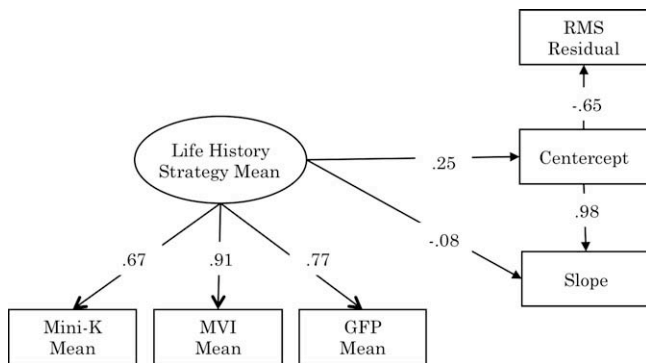 RMS
Residual
-.65
Life History
Strategy Mean
.25
Centercept
.98
-.08
.67
.91
.77
Slope
Mini-K
Mean
MVI
Mean
GFP
Mean